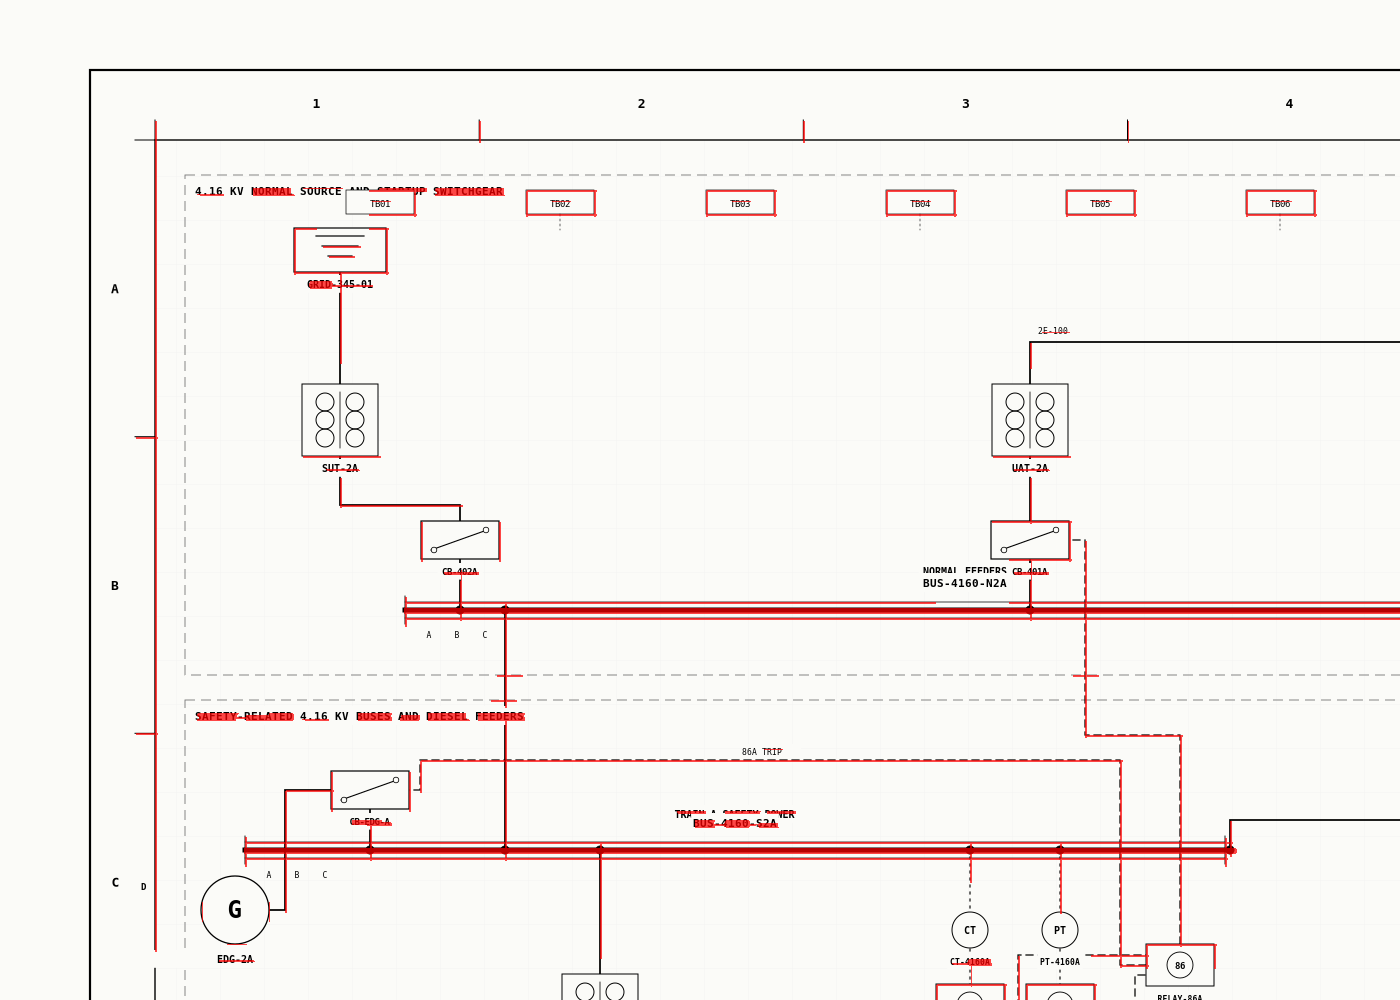 1 2 3 4
4.16 KV NORMAL SOURCE AND STARTUP SWITCHGEAR
TB01 TB02 TB03 TB04 TB05 TB06
A
GRID-345-01
2E-100
SUT-2A UAT-2A
CB-402A NORMAL FEEDERS CB-401A
B BUS-4160-N2A
A B C
SAFETY-RELATED 4.16 KV BUSES AND DIESEL FEEDERS
86A TRIP
CB-EDG-A TRAIN A SAFETY POWER
BUS-4160-S2A
A B C
C D
G
CT PT
EDG-2A CT-4160A PT-4160A 86
RELAY-86A